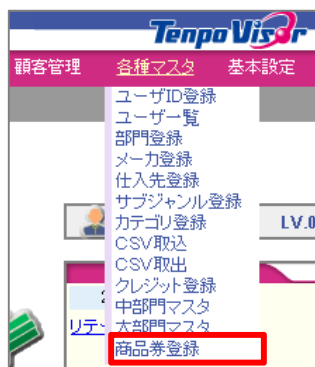 Tenpo Visor
顧客管理 各種マスタ 基本設定
ユーザID登録
ユーザ一覧
部門登録
メーカ登録
仕入先登録
サブジャンル登録
カテゴリ登録
LV.0
CSV取込
CSV取出
クレジット登録
中部門マスタ
リテ
大部門マスタ
商品券登録